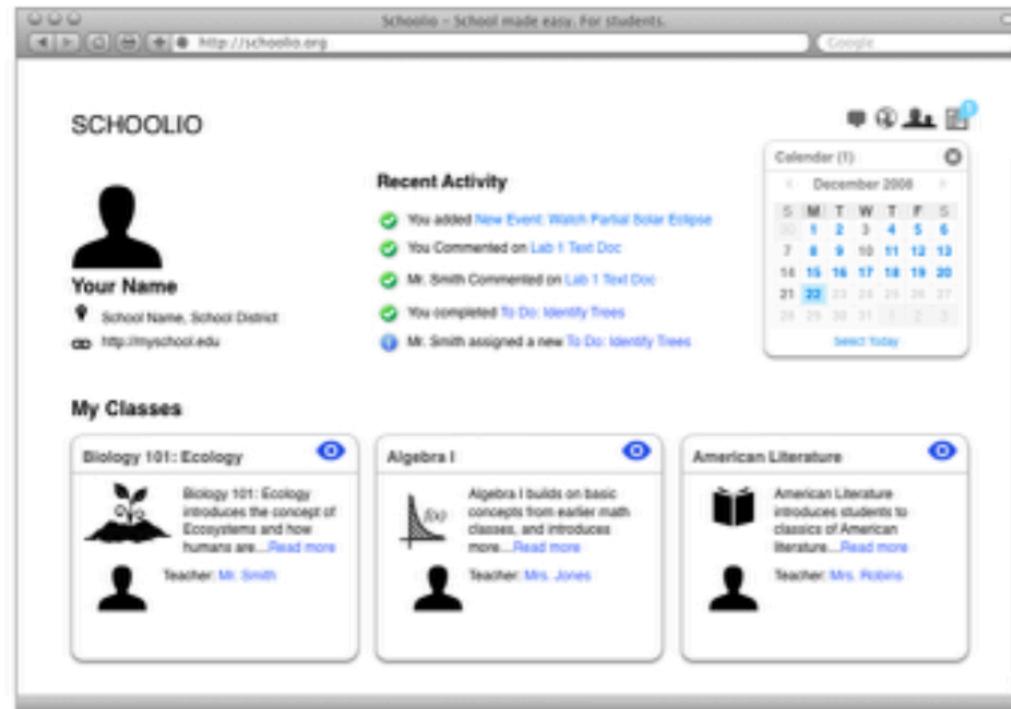 Schoolio – School made easy. For students.
http://schoolio.org
Google
SCHOOLIO
Calendar (1)
December 2008
S M T W T F S
30 1 2 3 4 5 6
7 8 9 10 11 12 13
14 15 16 17 18 19 20
21 22 23 24 25 26 27
28 29 30 31 1 2 3
Select Today
Recent Activity
You added New Event: Watch Partial Solar Eclipse
You Commented on Lab 1 Text Doc
Mr. Smith Commented on Lab 1 Text Doc
You completed To Do: Identify Trees
Mr. Smith assigned a new To Do: Identify Trees
Your Name
School Name, School District
http://myschool.edu
My Classes
Biology 101: Ecology
Biology 101: Ecology
introduces the concept of
Ecosystems and how
humans are...Read more
Teacher: Mr. Smith
Algebra I
f(x)
Algebra I builds on basic
concepts from earlier math
classes, and introduces
more...Read more
Teacher: Mrs. Jones
American Literature
American Literature
introduces students to
classics of American
literature...Read more
Teacher: Mrs. Robins